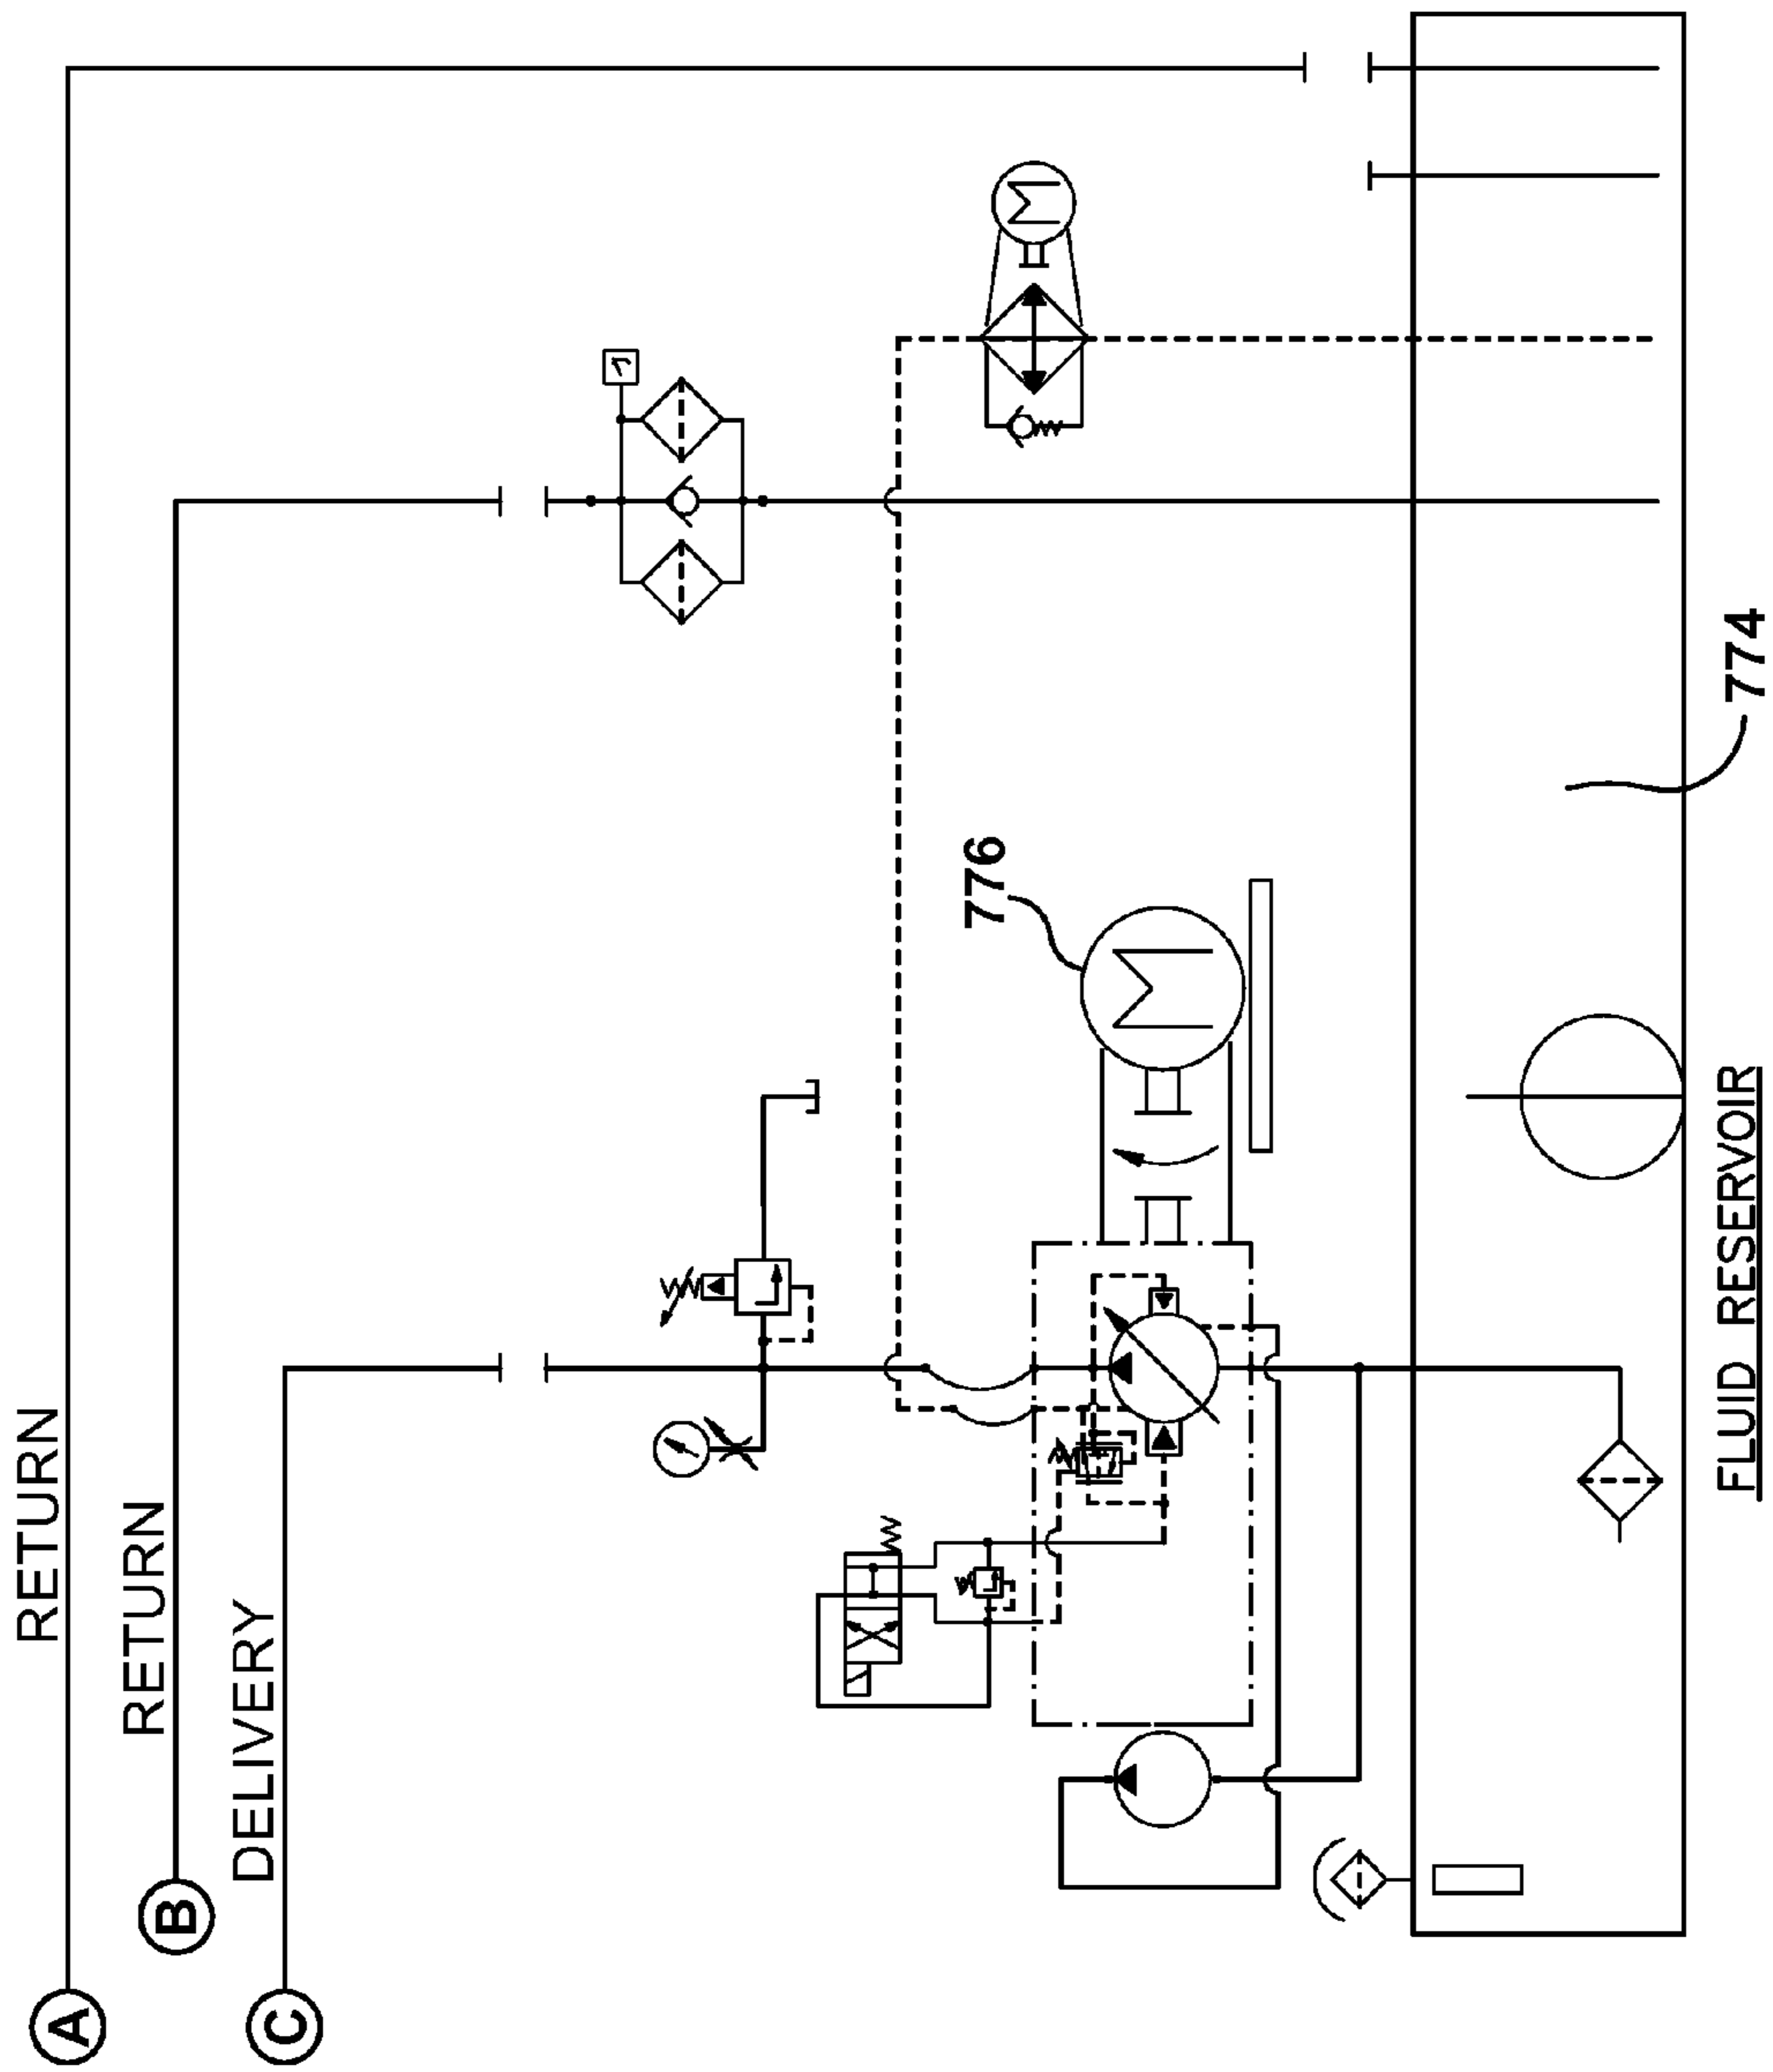 A
RETURN
B
RETURN
C
DELIVERY
M
776
M
774
FLUID RESERVOIR